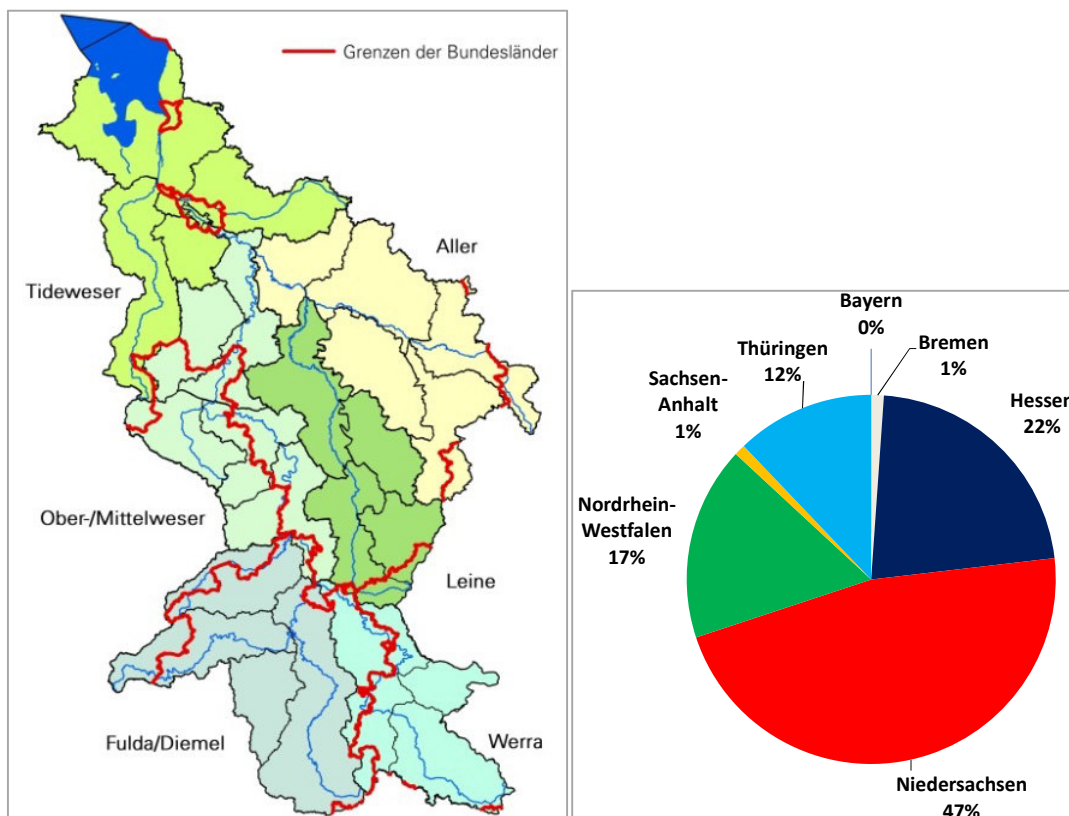 Grenzen der Bundesländer
Aller
Tideweser
Ober-/Mittelweser
Leine
Fulda/Diemel
Werra
Bayern
0%
Bremen
1%
Thüringen
12%
Sachsen-
Anhalt
1%
Hessen
22%
Nordrhein-
Westfalen
17%
Niedersachsen
47%